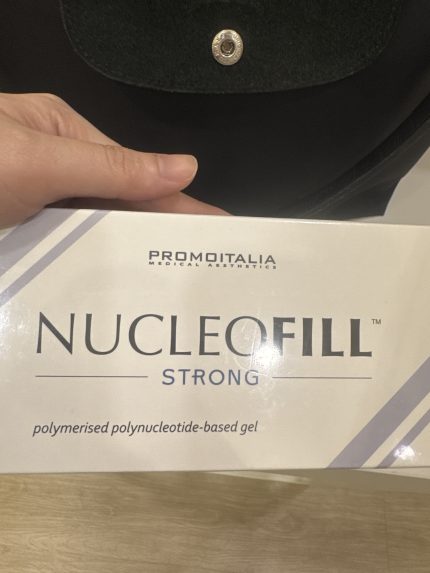 PROMOITALIA
MEDICAL AESTHETICS
NUCLEOFILL™
STRONG
polymerised polynucleotide-based gel